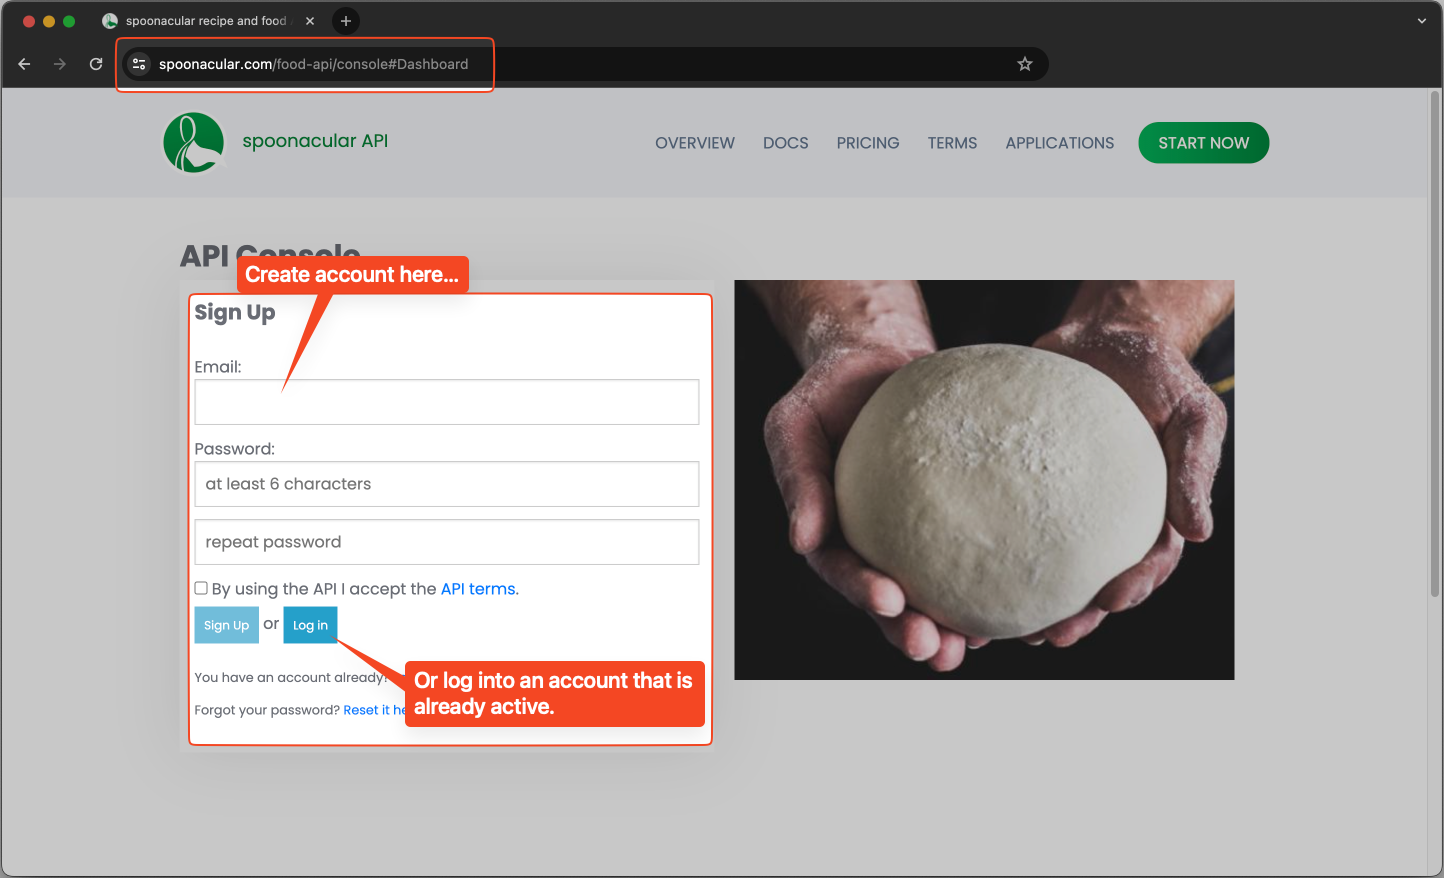 spoonacular recipe and food
spoonacular.com/food-api/console#Dashboard
spoonacular API
OVERVIEW
DOCS
PRICING
TERMS
APPLICATIONS
START NOW
API Console
Create account here...
Sign Up
Email:
Password:
at least 6 characters
repeat password
By using the API I accept the API terms.
Sign Up or Log in
You have an account already?
Or log into an account that is
already active.
Forgot your password? Reset it